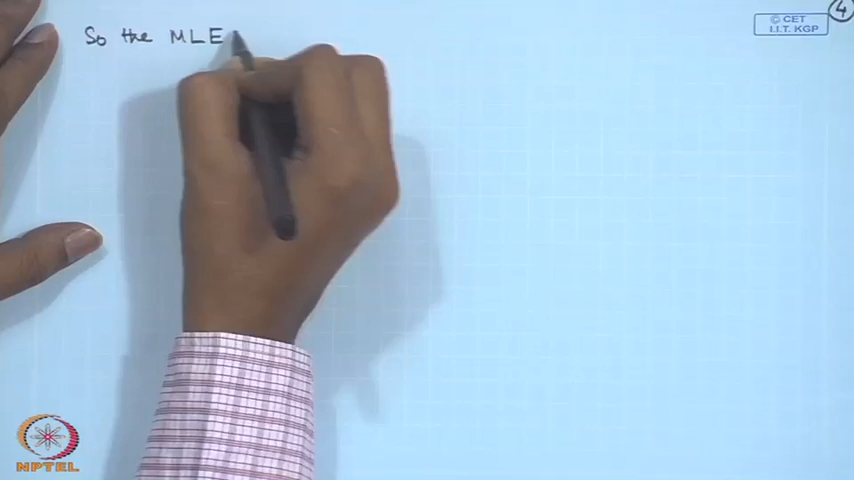 So the MLE
© CET
I.I.T. KGP
4
NPTEL